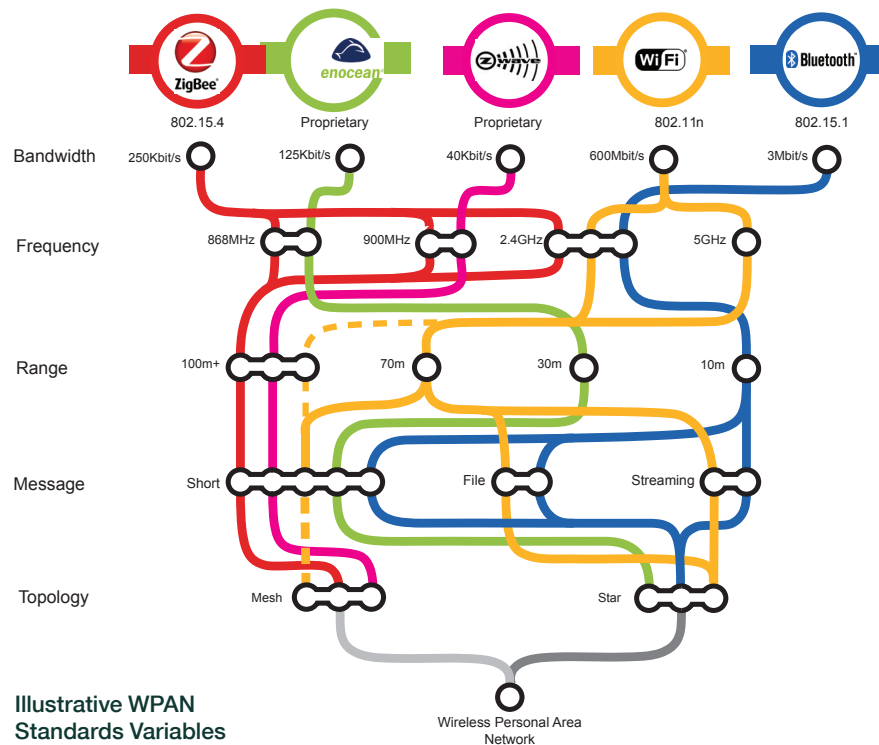 ZigBee®
enocean®
Z wave
WiFi
Bluetooth™
802.15.4
Proprietary
Proprietary
802.11n
802.15.1
Bandwidth
250Kbit/s
125Kbit/s
40Kbit/s
600Mbit/s
3Mbit/s
Frequency
868MHz
900MHz
2.4GHz
5GHz
Range
100m+
70m
30m
10m
Message
Short
File
Streaming
Topology
Mesh
Star
Illustrative WPAN
Standards Variables
Wireless Personal Area
Network